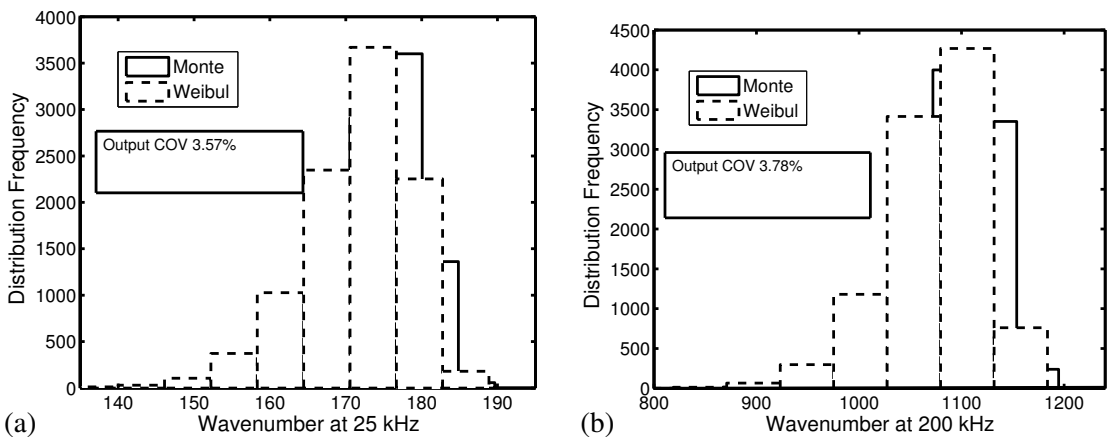 4000
3500
3000
2500
2000
1500
1000
500
0
Distribution Frequency
Monte
Weibul
Output COV 3.57%
140 150 160 170 180 190
Wavenumber at 25 kHz
(a)
4500
4000
3500
3000
2500
2000
1500
1000
500
0
Distribution Frequency
Monte
Weibul
Output COV 3.78%
800 900 1000 1100 1200
Wavenumber at 200 kHz
(b)